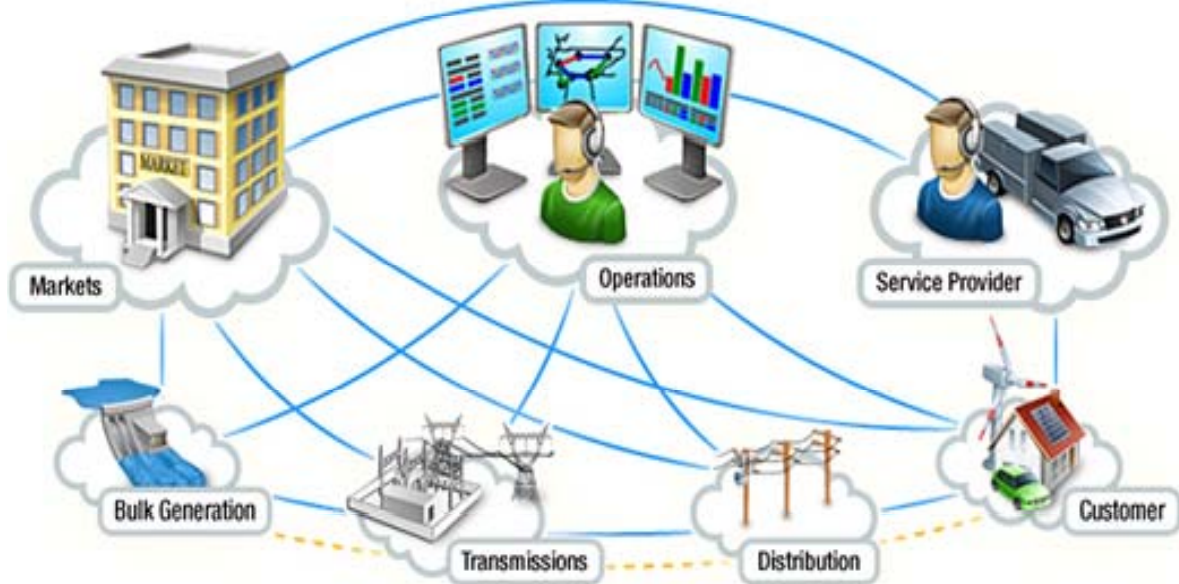 MARKET
Markets
Operations
Service Provider
Bulk Generation
Transmissions
Distribution
Customer